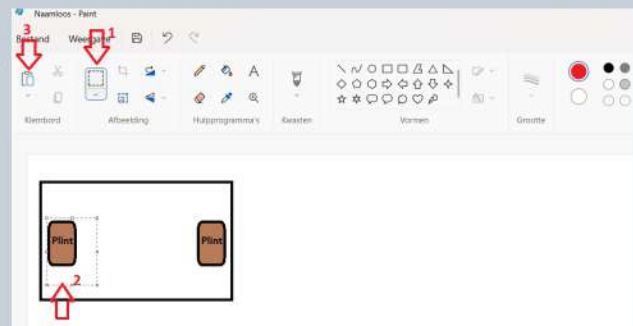 Naamloos - Paint
3
1
Bestand Weergave
A
Klembord Afbeelding Hulpprogramma's Kwasten Vormen Grootte
Plint Plint
2